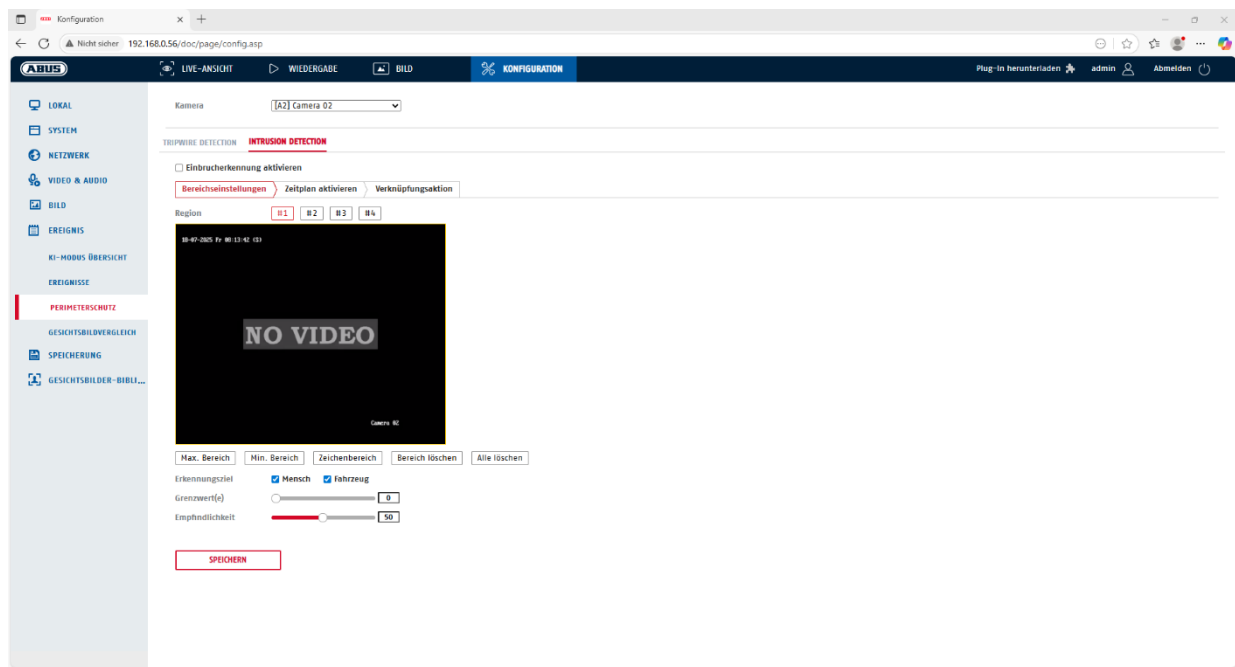 ABUS Konfiguration
Nicht sicher 192.168.0.56/doc/page/config.asp
ABUS LIVE-ANSICHT WIEDERGABE BILD KONFIGURATION Plug-in herunterladen admin Abmelden
LOKAL
SYSTEM
NETZWERK
VIDEO & AUDIO
BILD
EREIGNIS
KI-MODUS ÜBERSICHT
EREIGNISSE
PERIMETERSCHUTZ
GESICHTSBILDVERGLEICH
SPEICHERUNG
GESICHTSBILDER-BIBLI...
Kamera [A2] Camera 02
TRIPWIRE DETECTION INTRUSION DETECTION
Einbrucherkennung aktivieren
Bereichseinstellungen Zeitplan aktivieren Verknüpfungsaktion
Region #1 #2 #3 #4
18-07-2025 Fr 08:13:42 (S)
NO VIDEO
Camera 02
Max. Bereich Min. Bereich Zeichenbereich Bereich löschen Alle löschen
Erkennungsziel Mensch Fahrzeug
Grenzwert(e) 0
Empfindlichkeit 50
SPEICHERN